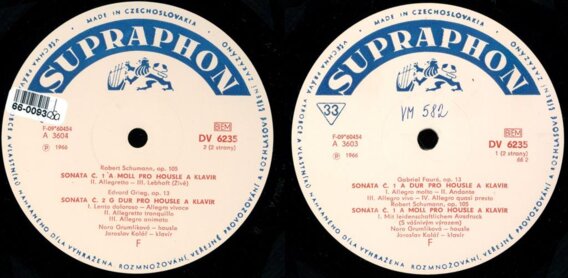 MADE IN CZECHOSLOVAKIA
SUPRAPHON
66-0093
F-09*60454
A 3604
℗ 1966
BIEM
DV 6235
2 (2 strany)
Robert Schumann, op. 105
SONATA Č. 1 A MOLL PRO HOUSLE A KLAVÍR
II. Allegretto – III. Lebhaft (Živě)
Edvard Grieg, op. 13
SONATA Č. 2 G DUR PRO HOUSLE A KLAVÍR
I. Lento doloroso – Allegro vivace
II. Allegretto tranquillo
III. Allegro animato
Nora Grumlíková – housle
Jaroslav Kolář – klavír
F
MADE IN CZECHOSLOVAKIA
SUPRAPHON
33
VM 582
F-09*60454
A 3603
℗ 1966
BIEM
DV 6235
1 (2 strany)
66 2
Gabriel Fauré, op. 13
SONATA Č. 1 A DUR PRO HOUSLE A KLAVÍR
I. Allegro molto – II. Andante
III. Allegro vivo – IV. Allegro quasi presto
Robert Schumann, op. 105
SONATA Č. 1 A MOLL PRO HOUSLE A KLAVÍR
I. Mit leidenschaftlichem Ausdruck
(S vášnivým výrazem)
Nora Grumlíková – housle
Jaroslav Kolář – klavír
F